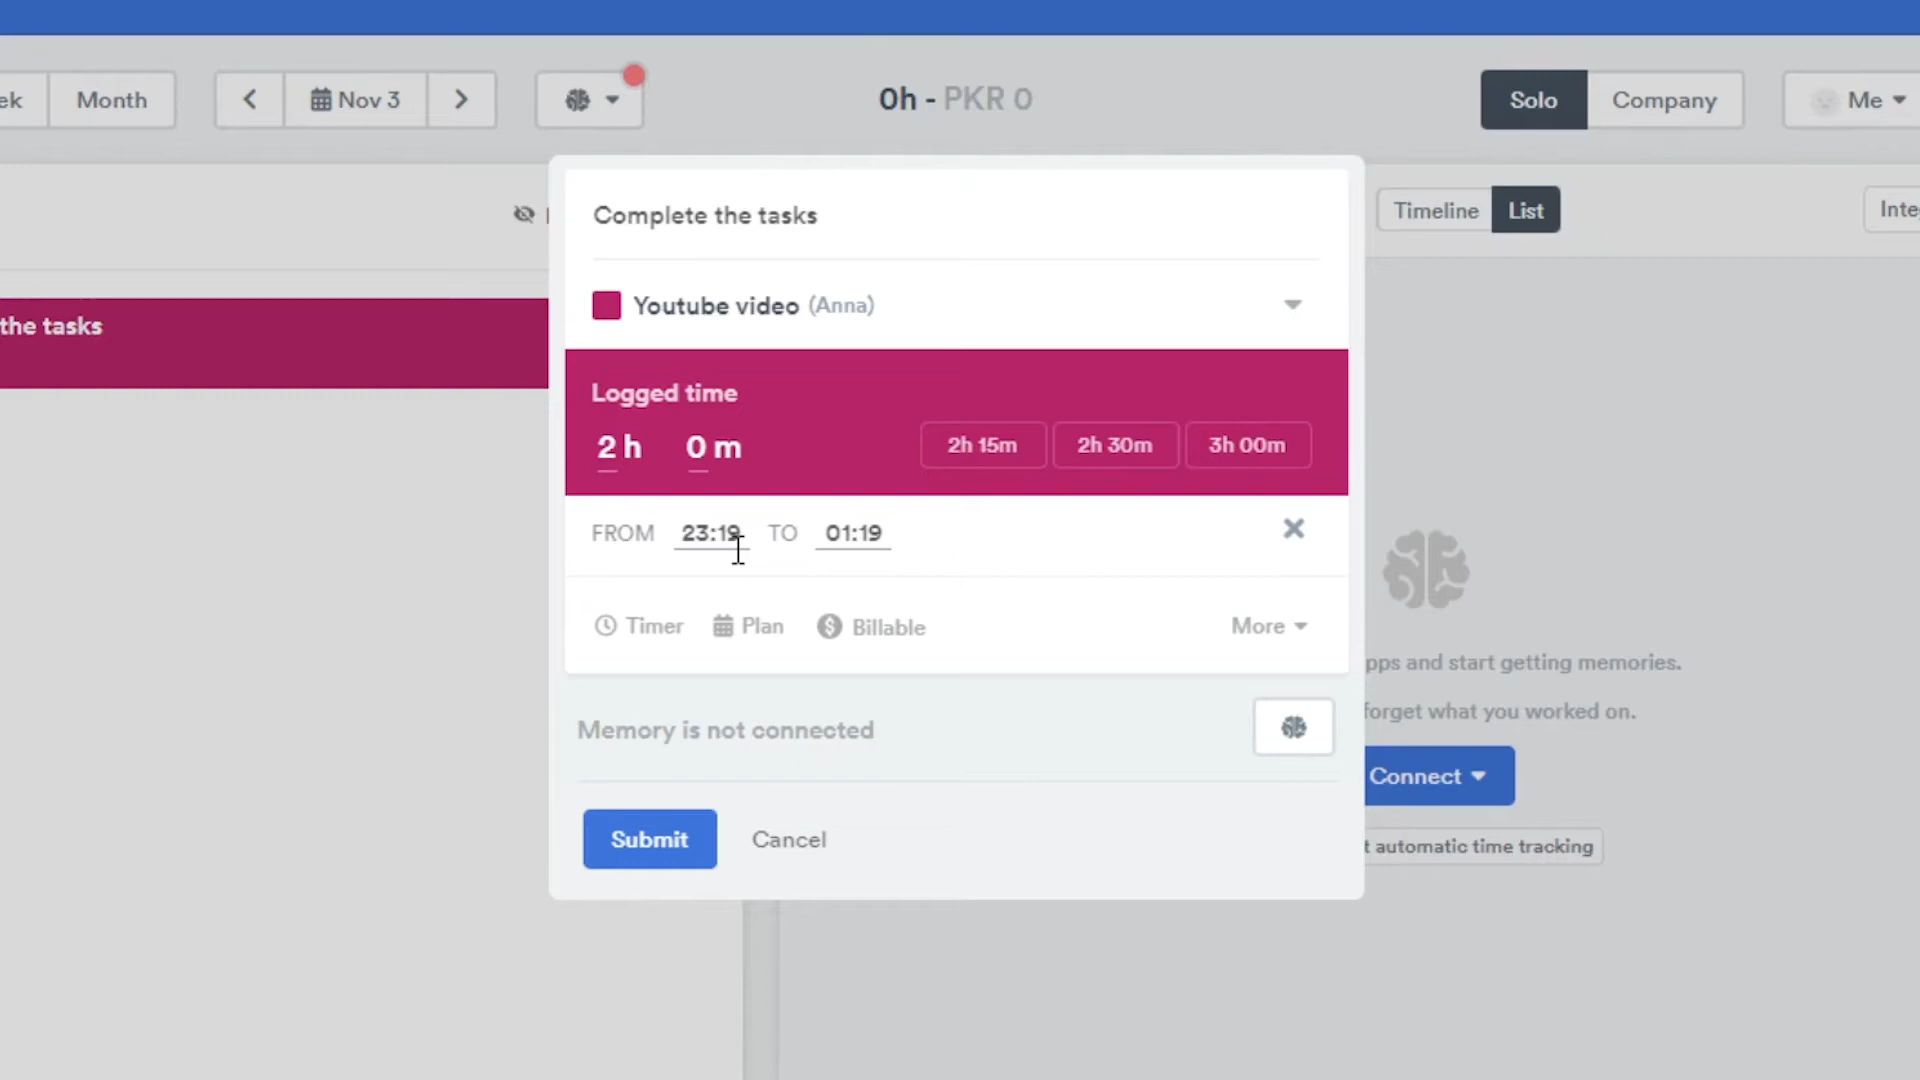 ek Month Nov 3 0h - PKR 0 Solo Company Me
Complete the tasks
Timeline List Inte
Youtube video (Anna)
the tasks
Logged time
2 h 0 m 2h 15m 2h 30m 3h 00m
FROM 23:19 TO 01:19
Timer Plan Billable More
pps and start getting memories.
forget what you worked on.
Memory is not connected
Connect
Submit Cancel
t automatic time tracking